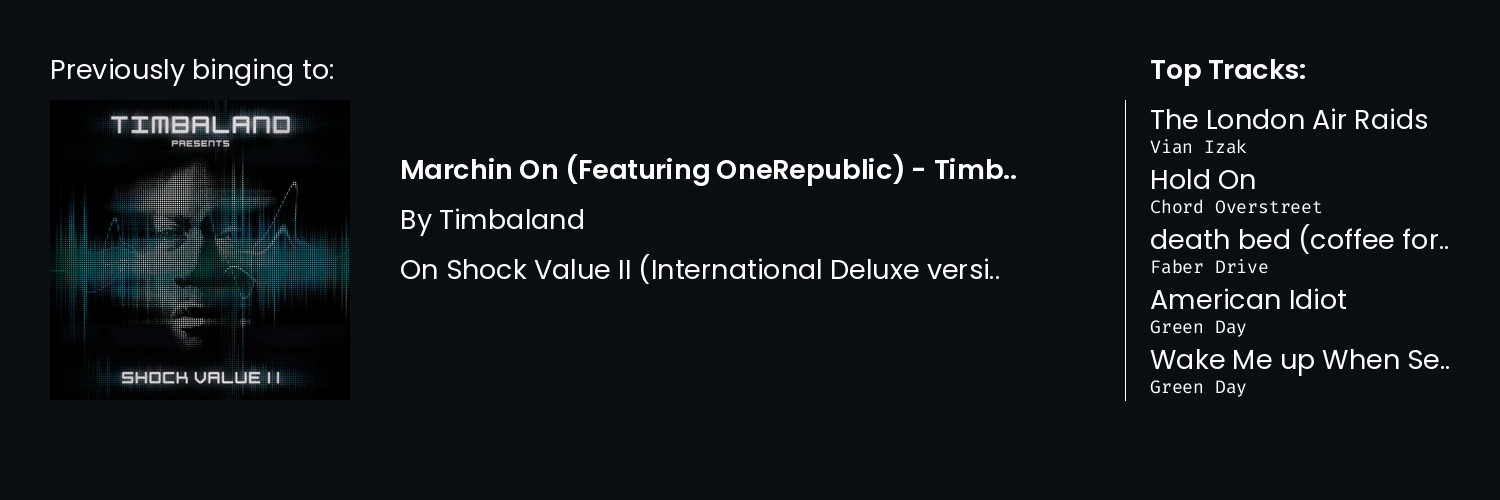 Previously binging to:
TIMBALAND
PRESENTS
SHOCK VALUE II
Marchin On (Featuring OneRepublic) - Timb..
By Timbaland
On Shock Value II (International Deluxe versi..
Top Tracks:
The London Air Raids
Vian Izak
Hold On
Chord Overstreet
death bed (coffee for..
Faber Drive
American Idiot
Green Day
Wake Me up When Se..
Green Day